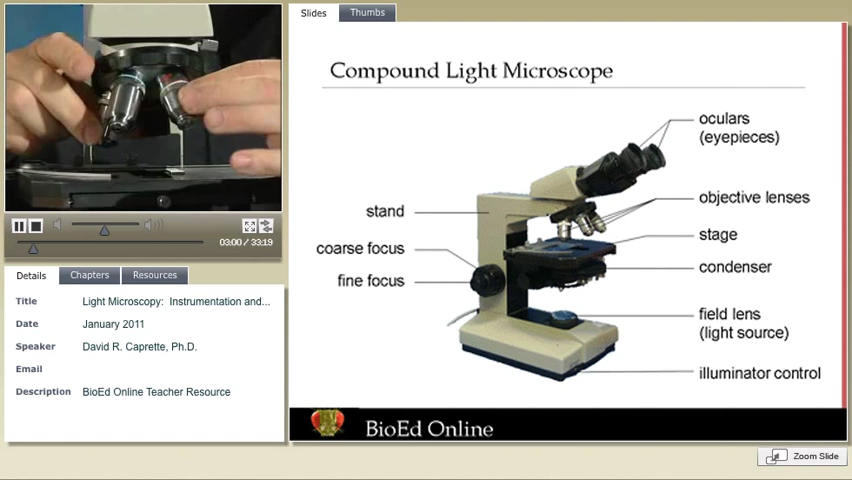 Slides
Thumbs
Compound Light Microscope
oculars
(eyepieces)
objective lenses
stand
stage
coarse focus
condenser
fine focus
field lens
(light source)
illuminator control
BioEd Online
03:00 / 33:19
Details
Chapters
Resources
Title
Light Microscopy: Instrumentation and...
Date
January 2011
Speaker
David R. Caprette, Ph.D.
Email
Description
BioEd Online Teacher Resource
Zoom Slide